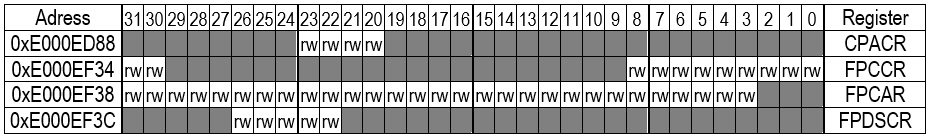 Adress 31 30 29 28 27 26 25 24 23 22 21 20 19 18 17 16 15 14 13 12 11 10 9 8 7 6 5 4 3 2 1 0 Register
0xE000ED88 rw rw rw rw CPACR
0xE000EF34 rw rw rw rw rw rw rw rw rw rw rw FPCCR
0xE000EF38 rw rw rw rw rw rw rw rw rw rw rw rw rw rw rw rw rw rw rw rw rw rw rw rw rw rw rw rw rw FPCAR
0xE000EF3C rw rw rw rw rw FPDSCR